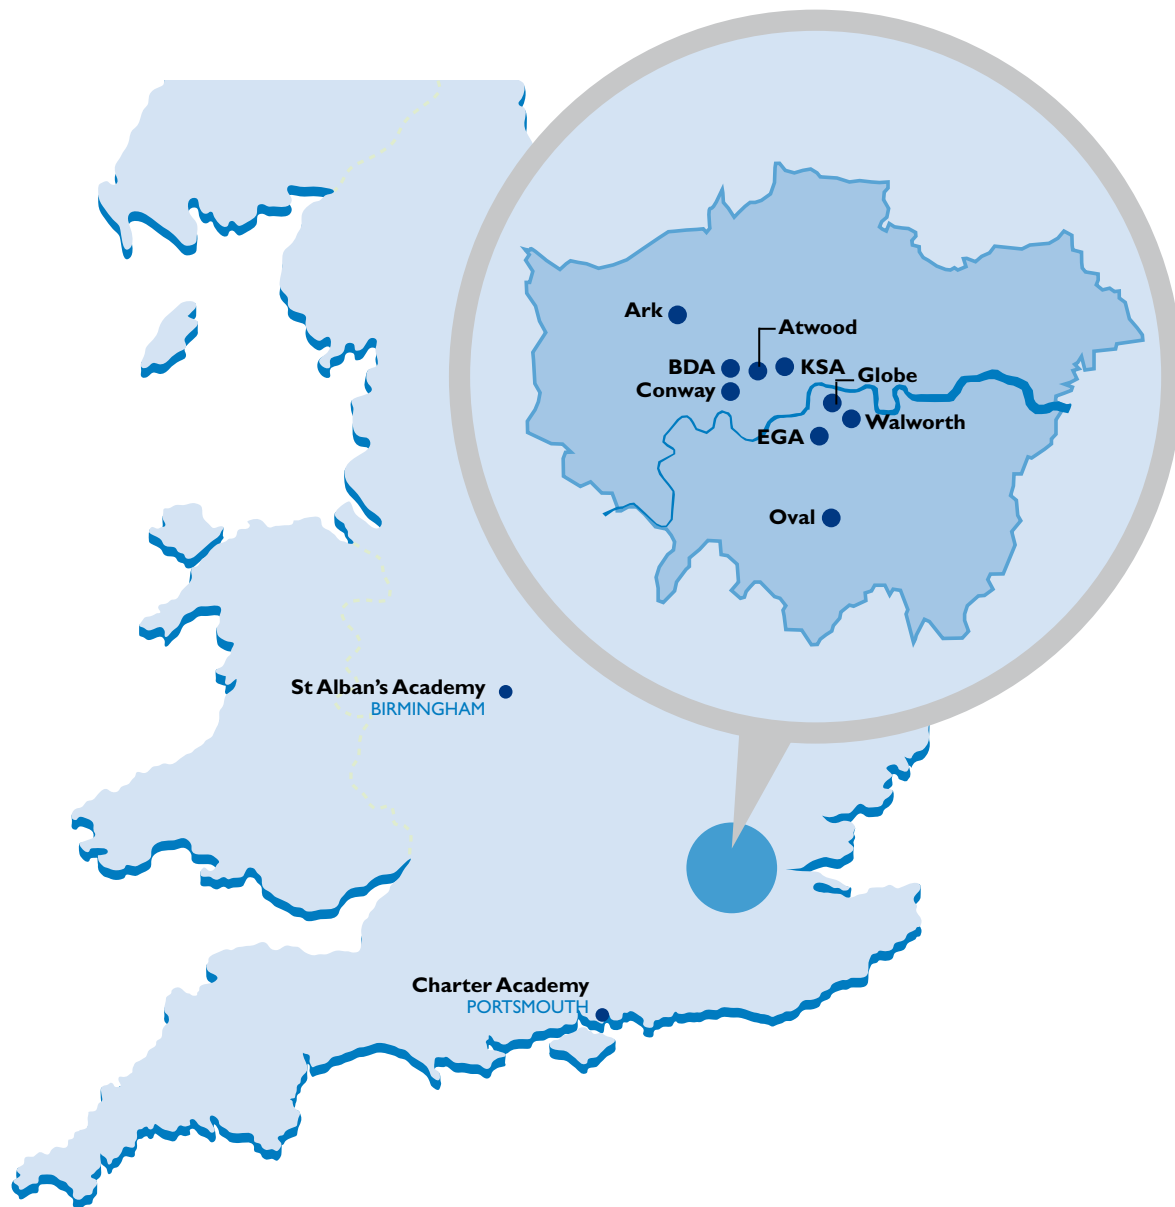 Ark
Atwood
BDA
KSA
Globe
Conway
Walworth
EGA
Oval
St Alban’s Academy
BIRMINGHAM
Charter Academy
PORTSMOUTH